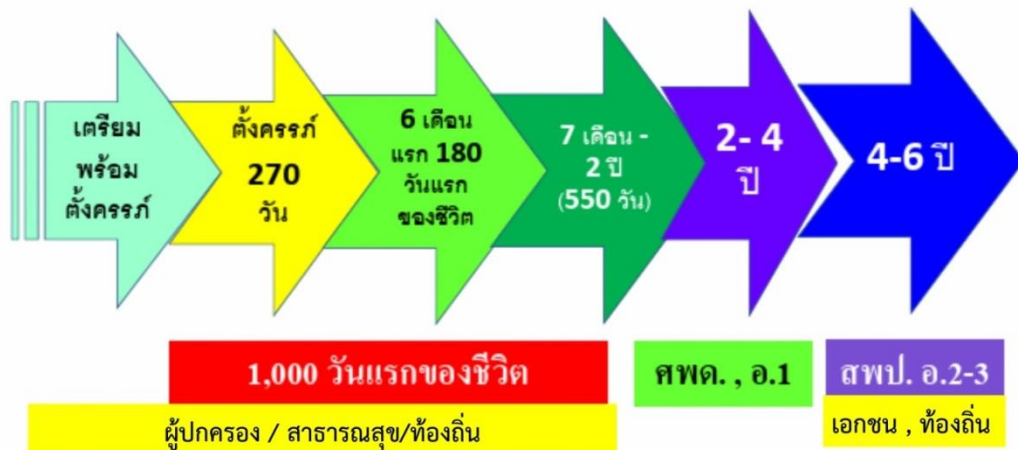 เตรียม
พร้อม
ตั้งครรภ์
ตั้งครรภ์
270
วัน
6 เดือน
แรก 180
วันแรก
ของชีวิต
7 เดือน -
2 ปี
(550 วัน)
2- 4
ปี
4-6 ปี
1,000 วันแรกของชีวิต
ศพด. , อ.1
สพป. อ.2-3
ผู้ปกครอง / สาธารณสุข/ท้องถิ่น
เอกชน , ท้องถิ่น